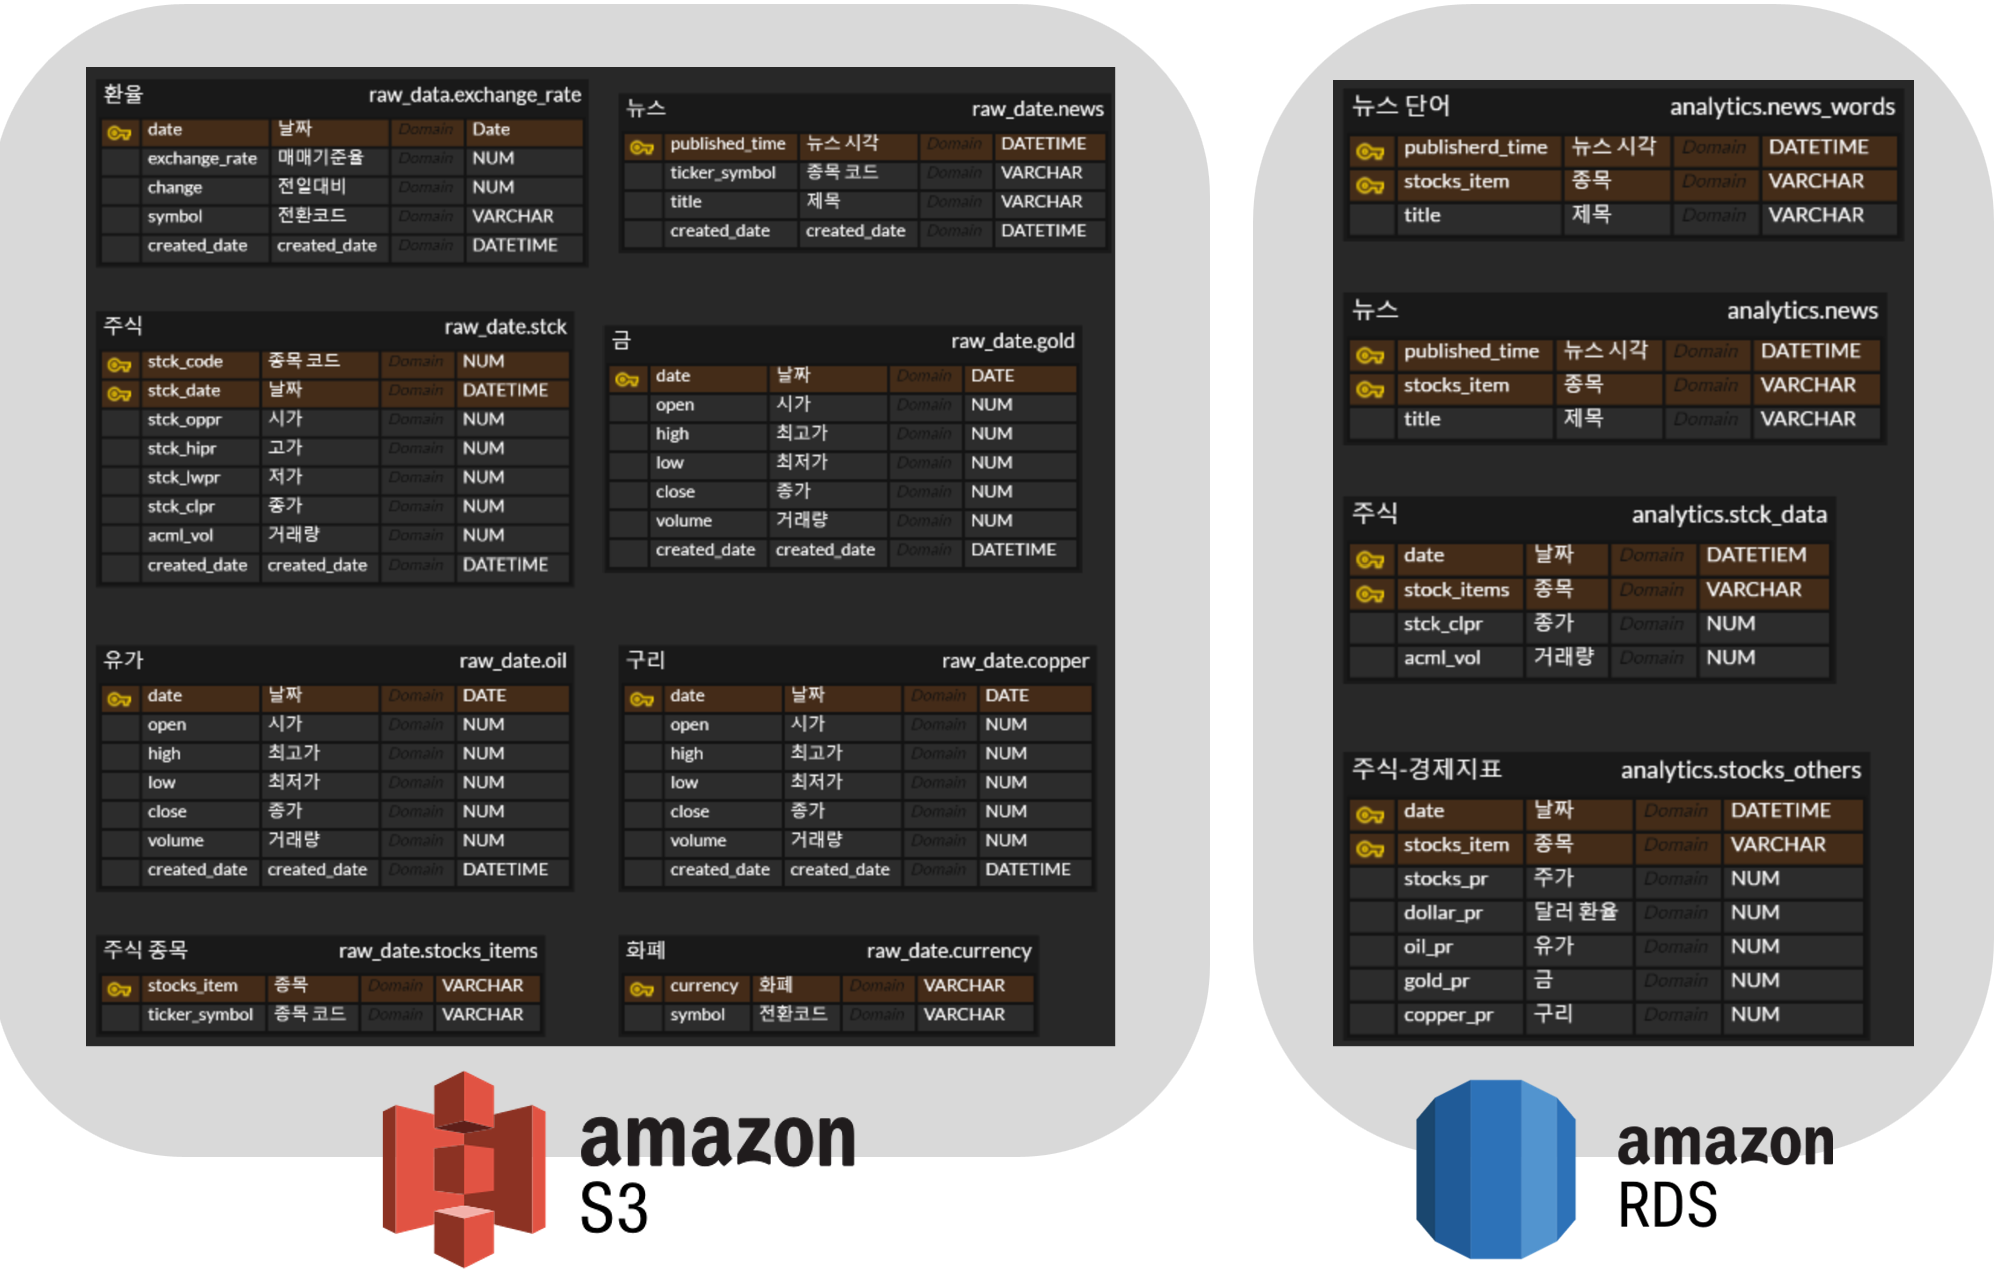 환율 raw_data.exchange_rate
date 날짜 Domain Date
exchange_rate 매매기준율 Domain NUM
change 전일대비 Domain NUM
symbol 전환코드 Domain VARCHAR
created_date created_date Domain DATETIME
뉴스 raw_date.news
published_time 뉴스 시각 Domain DATETIME
ticker_symbol 종목 코드 Domain VARCHAR
title 제목 Domain VARCHAR
created_date created_date Domain DATETIME
주식 raw_date.stck
stck_code 종목 코드 Domain NUM
stck_date 날짜 Domain DATETIME
stck_oppr 시가 Domain NUM
stck_hipr 고가 Domain NUM
stck_lwpr 저가 Domain NUM
stck_clpr 종가 Domain NUM
acml_vol 거래량 Domain NUM
created_date created_date Domain DATETIME
금 raw_date.gold
date 날짜 Domain DATE
open 시가 Domain NUM
high 최고가 Domain NUM
low 최저가 Domain NUM
close 종가 Domain NUM
volume 거래량 Domain NUM
created_date created_date Domain DATETIME
유가 raw_date.oil
date 날짜 Domain DATE
open 시가 Domain NUM
high 최고가 Domain NUM
low 최저가 Domain NUM
close 종가 Domain NUM
volume 거래량 Domain NUM
created_date created_date Domain DATETIME
구리 raw_date.copper
date 날짜 Domain DATE
open 시가 Domain NUM
high 최고가 Domain NUM
low 최저가 Domain NUM
close 종가 Domain NUM
volume 거래량 Domain NUM
created_date created_date Domain DATETIME
주식 종목 raw_date.stocks_items
stocks_item 종목 Domain VARCHAR
ticker_symbol 종목 코드 Domain VARCHAR
화폐 raw_date.currency
currency 화폐 Domain VARCHAR
symbol 전환코드 Domain VARCHAR
amazon
S3
뉴스 단어 analytics.news_words
publisherd_time 뉴스 시각 Domain DATETIME
stocks_item 종목 Domain VARCHAR
title 제목 Domain VARCHAR
뉴스 analytics.news
published_time 뉴스 시각 Domain DATETIME
stocks_item 종목 Domain VARCHAR
title 제목 Domain VARCHAR
주식 analytics.stck_data
date 날짜 Domain DATETIEM
stock_items 종목 Domain VARCHAR
stck_clpr 종가 Domain NUM
acml_vol 거래량 Domain NUM
주식-경제지표 analytics.stocks_others
date 날짜 Domain DATETIME
stocks_item 종목 Domain VARCHAR
stocks_pr 주가 Domain NUM
dollar_pr 달러 환율 Domain NUM
oil_pr 유가 Domain NUM
gold_pr 금 Domain NUM
copper_pr 구리 Domain NUM
amazon
RDS